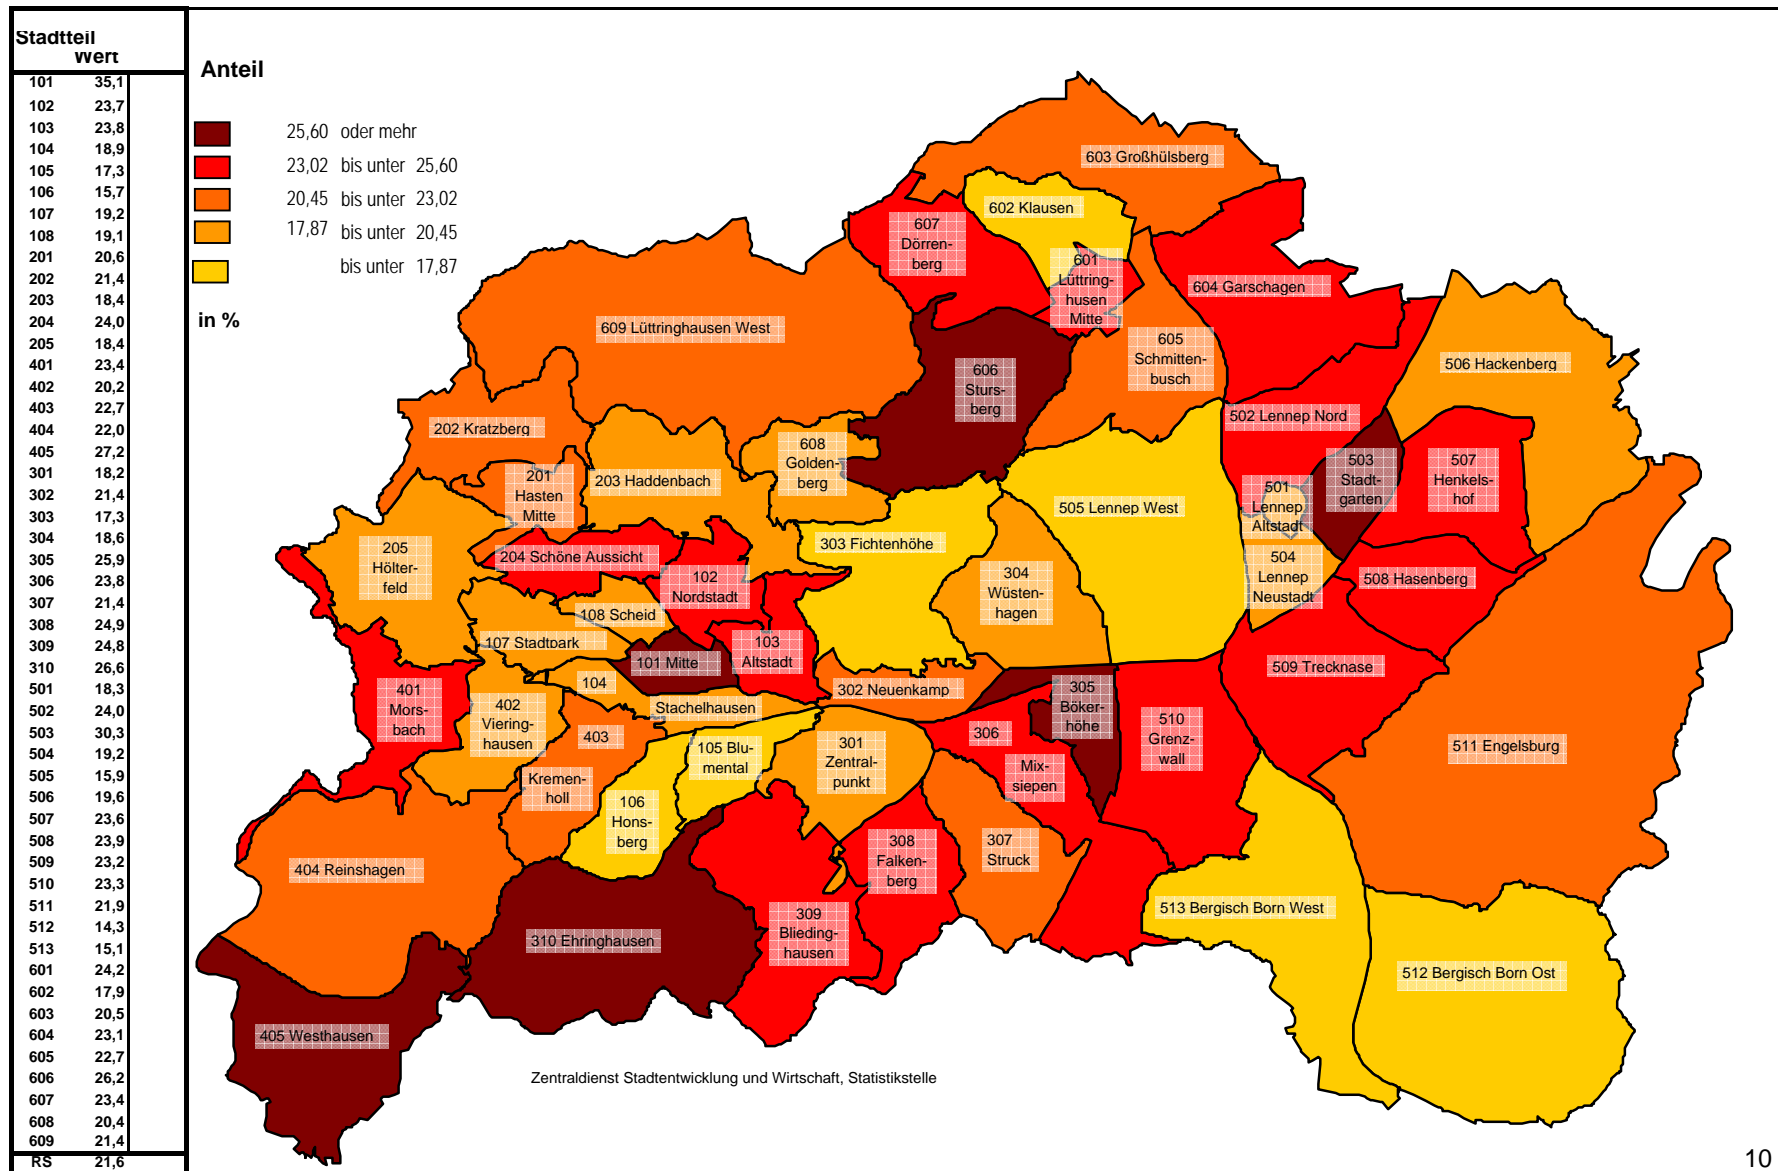 Stadtteil
Wert
101 35,1
102 23,7
103 23,8
104 18,9
105 17,3
106 15,7
107 19,2
108 19,1
201 20,6
202 21,4
203 18,4
204 24,0
205 18,4
401 23,4
402 20,2
403 22,7
404 22,0
405 27,2
301 18,2
302 21,4
303 17,3
304 18,6
305 25,9
306 23,8
307 21,4
308 24,9
309 24,8
310 26,6
501 18,3
502 24,0
503 30,3
504 19,2
505 15,9
506 19,6
507 23,6
508 23,9
509 23,2
510 23,3
511 21,9
512 14,3
513 15,1
601 24,2
602 17,9
603 20,5
604 23,1
605 22,7
606 26,2
607 23,4
608 20,4
609 21,4
RS 21,6
Anteil
25,60 oder mehr
23,02 bis unter 25,60
20,45 bis unter 23,02
17,87 bis unter 20,45
bis unter 17,87
in %
603 Großhülsberg
602 Klausen
607
Dörren-
berg
601
Lüttring-
husen
Mitte
604 Garschagen
609 Lüttringhausen West
605
Schmitten-
busch
606
Sturs-
berg
506 Hackenberg
502 Lennep Nord
202 Kratzberg
608
Golden-
berg
503
Stadt-
garten
507
Henkels-
hof
201
Hasten
Mitte
203 Haddenbach
501
Lennep
Altstadt
505 Lennep West
303 Fichtenhöhe
205
Hölter-
feld
204 Schöne Aussicht
102
Nordstadt
304
Wüsten-
hagen
504
Lennep
Neustadt
508 Hasenberg
108 Scheid
107 Stadtpark
103
Altstadt
101 Mitte
509 Trecknase
401
Mors-
bach
104
Stachelhausen
302 Neuenkamp
305
Böker-
höhe
402
Viering-
hausen
403
Kremen-
holl
105 Blu-
mental
301
Zentral-
punkt
306
Mix-
siepen
510
Grenz-
wall
511 Engelsburg
106
Hons-
berg
308
Falken-
berg
307
Struck
404 Reinshagen
309
Blieding-
hausen
513 Bergisch Born West
310 Ehringhausen
512 Bergisch Born Ost
405 Westhausen
Zentraldienst Stadtentwicklung und Wirtschaft, Statistikstelle
10